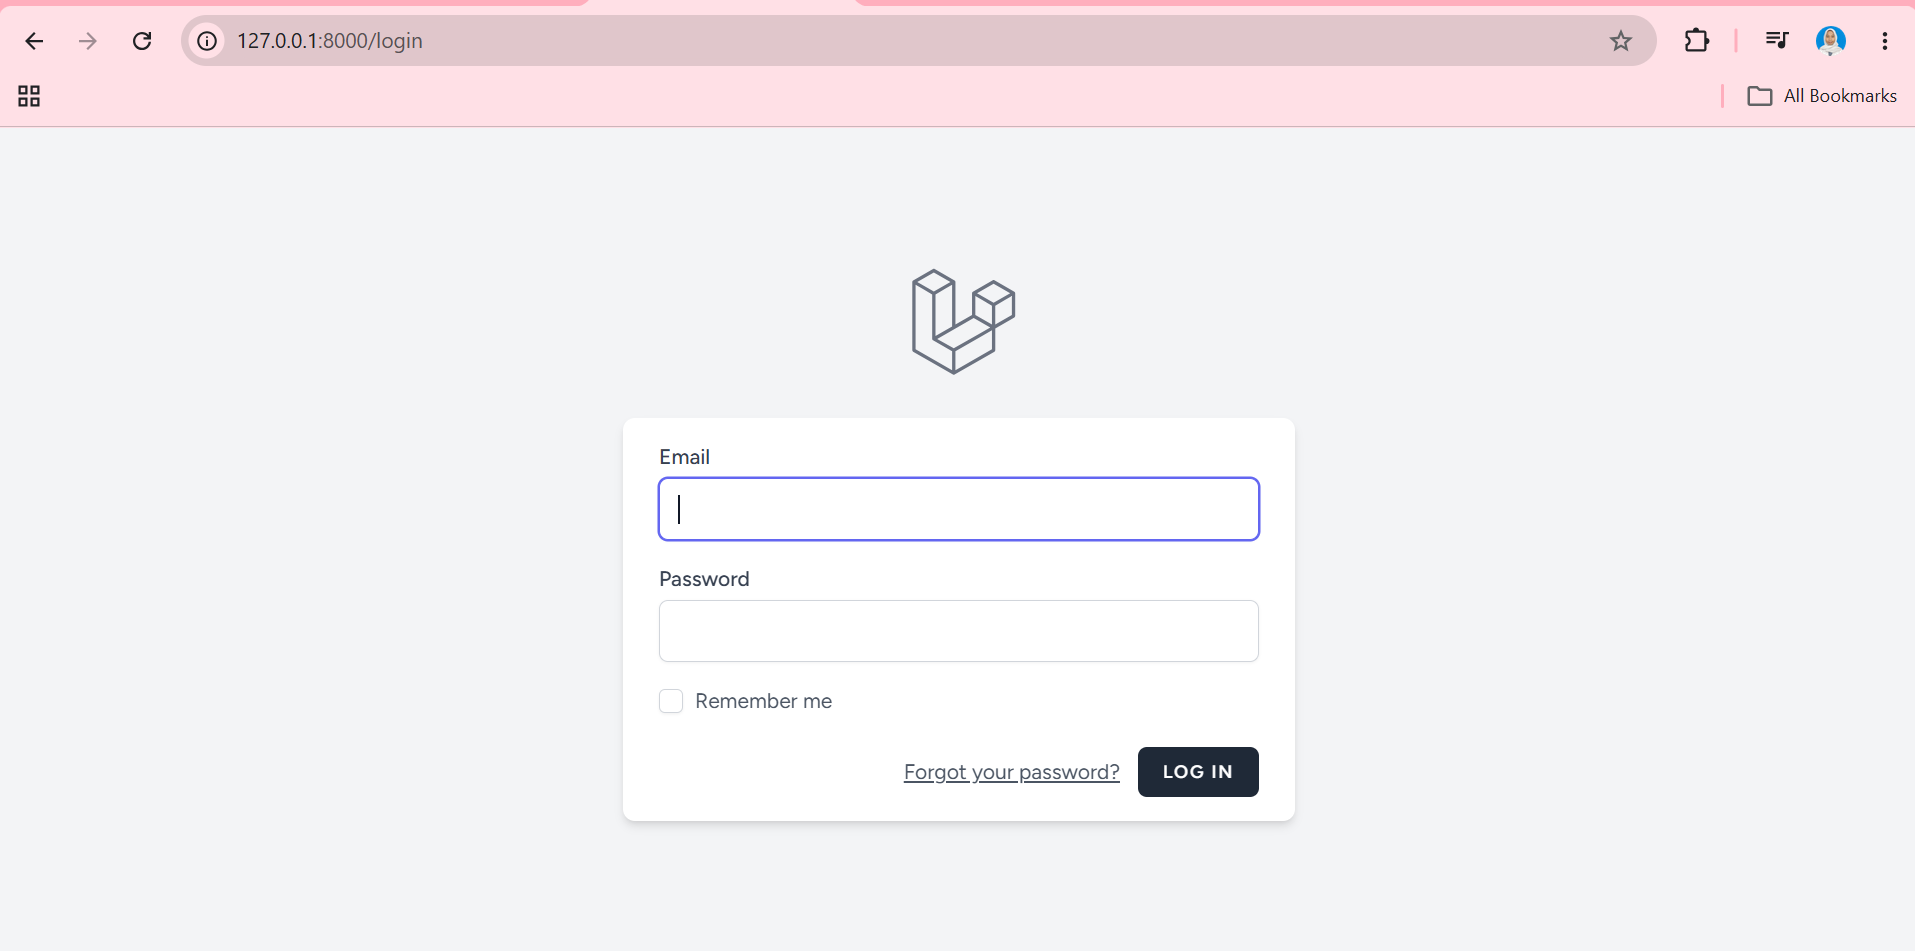 127.0.0.1:8000/login
All Bookmarks
Email
Password
Remember me
Forgot your password?
LOG IN